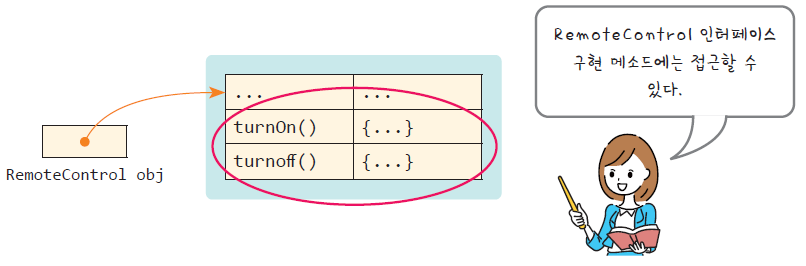 RemoteControl 인터페이스
구현 메소드에는 접근할 수
있다.
... ...
turnOn() {...}
turnoff() {...}
RemoteControl obj